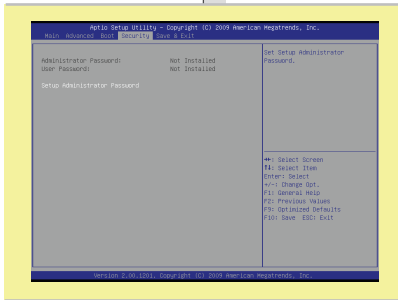 Aptio Setup Utility - Copyright (C) 2009 American Megatrends, Inc.
Main Advanced Boot Security Save & Exit
Administrator Password: Not Installed
User Password: Not Installed
Setup Administrator Password
Set Setup Administrator
Password.
→←: Select Screen
↑↓: Select Item
Enter: Select
+/-: Change Opt.
F1: General Help
F2: Previous Values
F9: Optimized Defaults
F10: Save ESC: Exit
Version 2.00.1201. Copyright (C) 2009 American Megatrends, Inc.